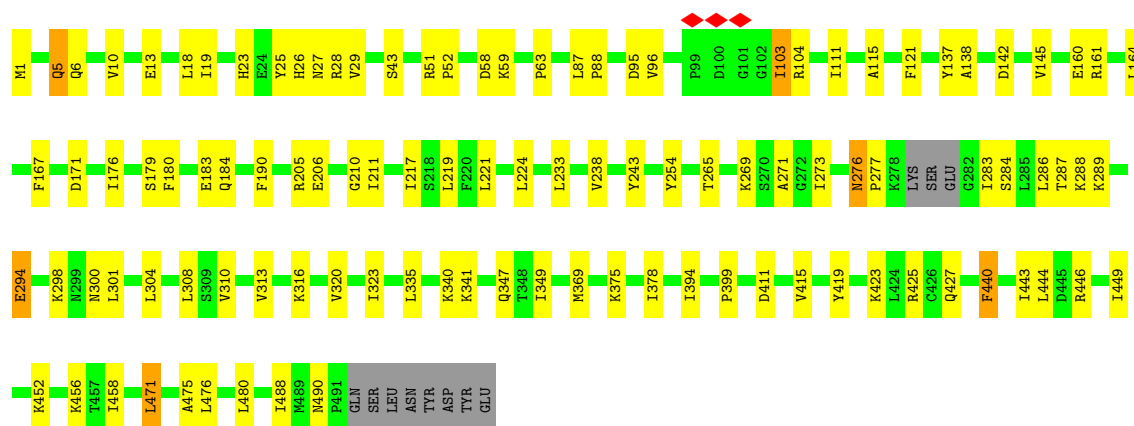 M1 Q5 Q6 V10 E13 L18 I19 H23 E24 Y25 H26 N27 R28 V29 S43 R51 P52 D58 K59 P63 L87 P88 D95 V96 P99 D100 G101 G102 I103 R104 I111 A115 F121 Y137 A138 D142 V145 E160 R161 L164
F167 D171 I176 S179 F180 E183 Q184 F190 R205 E206 G210 I211 I217 S218 L219 F220 L221 L224 L233 V238 Y243 Y254 T265 K269 S270 A271 G272 I273 N276 P277 K278 LYS SER GLU G282 I283 S284 L285 L286 T287 K288 K289
E294 K298 N299 N300 L301 L304 L308 S309 V310 V313 K316 V320 I323 L335 K340 K341 Q347 T348 I349 M369 K375 I378 I394 P399 D411 V415 Y419 K423 L424 R425 C426 Q427 F440 I443 L444 D445 R446 I449
K452 K456 T457 I458 L471 A475 L476 L480 I488 M489 N490 P491 GLN SER LEU ASN TYR ASP TYR GLU